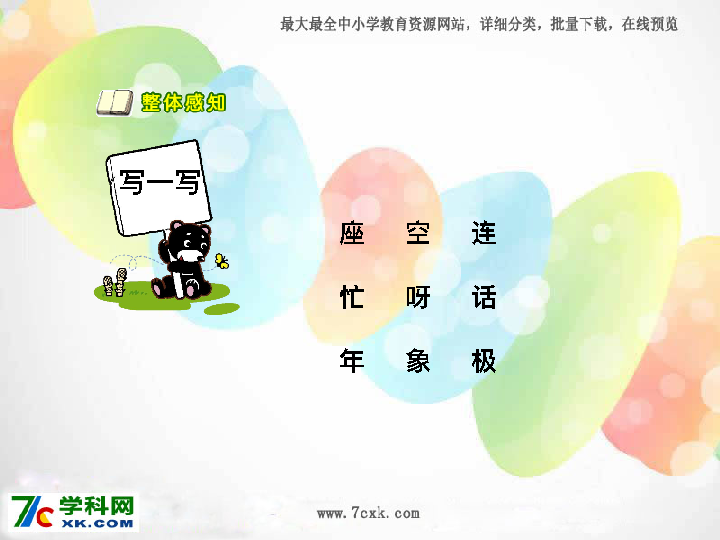 最大最全中小学教育资源网站，详细分类，批量下载，在线预览
整体感知
写一写
座 空 连
忙 呀 话
年 象 极
7C学科网
XK.COM
www.7cxk.com